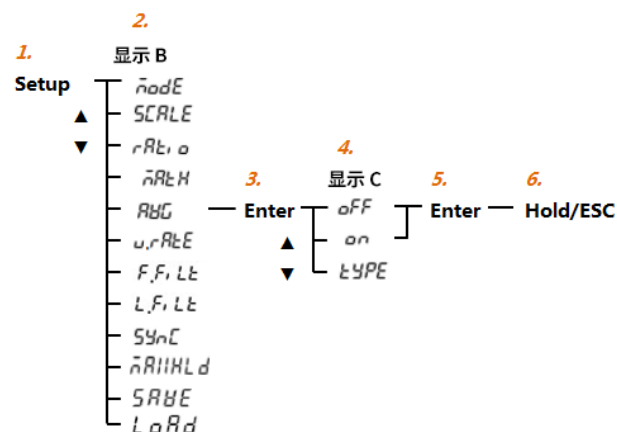 2.
1.
显示 B
Setup
modE
▲
SCALE
▼
rAtio
4.
mAtH
3.
显示 C
5.
6.
AVG
Enter
oFF
Enter
Hold/ESC
u.rAtE
▲
on
F.FiLt
▼
tYPE
L.FiLt
SYnC
SAVE
LoAd